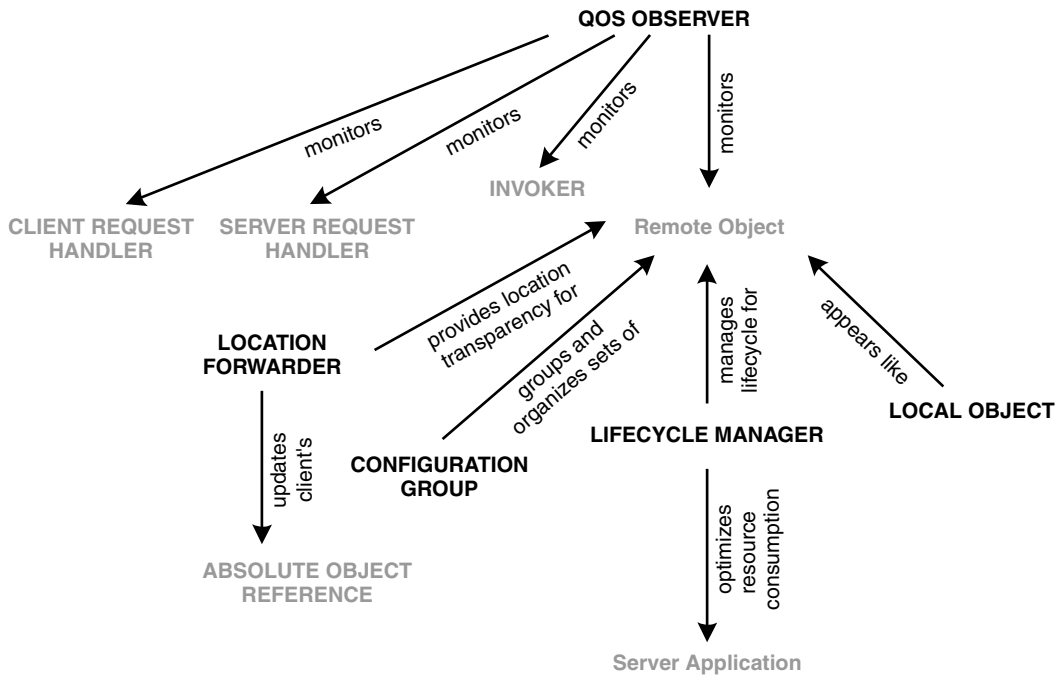 QOS OBSERVER
monitors
monitors
monitors
monitors
INVOKER
CLIENT REQUEST
HANDLER
SERVER REQUEST
HANDLER
Remote Object
provides location
transparency for
groups and
organizes sets of
manages
lifecycle for
appears like
LOCATION
FORWARDER
LOCAL OBJECT
LIFECYCLE MANAGER
CONFIGURATION
GROUP
updates
client's
optimizes
resource
consumption
ABSOLUTE OBJECT
REFERENCE
Server Application